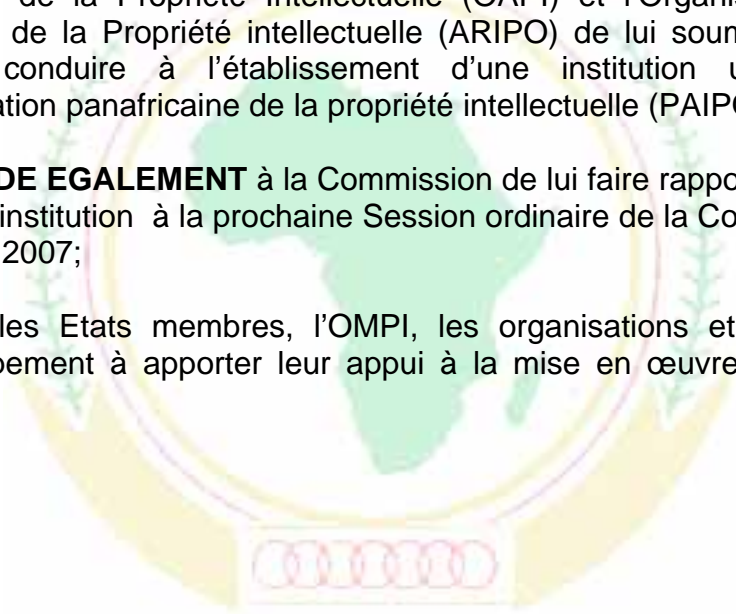 de la Propriété Intellectuelle (OAPI) et l'Organis
de la Propriété intellectuelle (ARIPO) de lui soum
conduire à l'établissement d'une institution u
ation panafricaine de la propriété intellectuelle (PAIPO
DE EGALEMENT à la Commission de lui faire rappo
institution à la prochaine Session ordinaire de la Co
2007;
les Etats membres, l'OMPI, les organisations et
pement à apporter leur appui à la mise en œuvre